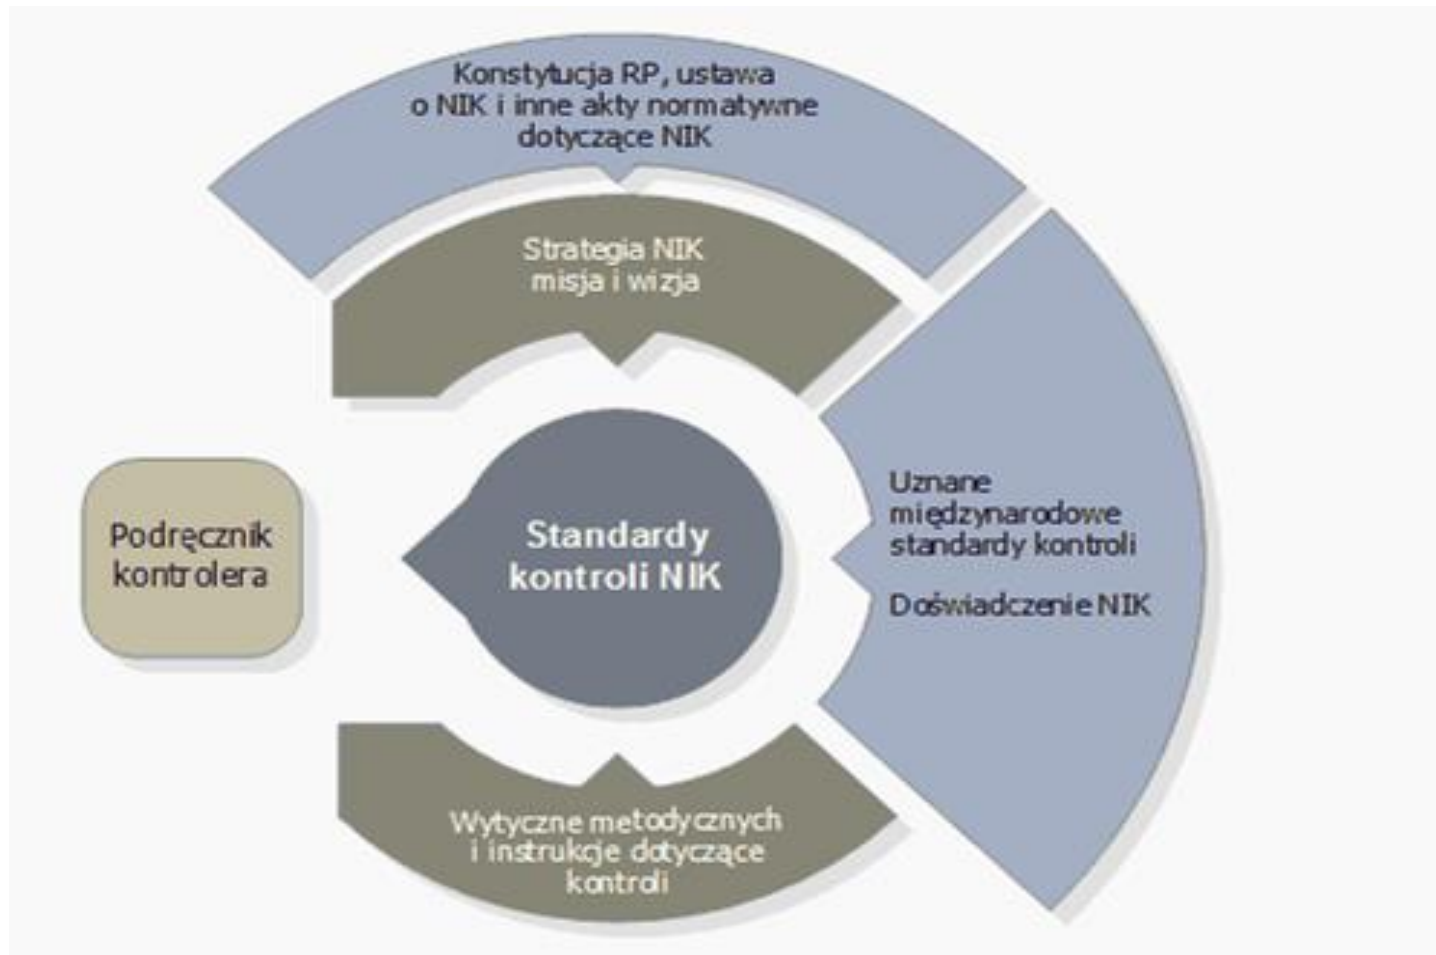 Konstytucja RP, ustawa
o NIK i inne akty normatywne
dotyczące NIK
Strategia NIK
misja i wizja
Uznane
międzynarodowe
standardy kontroli
Doświadczenie NIK
Standardy
kontroli NIK
Podręcznik
kontrolera
Wytyczne metodycznych
i instrukcje dotyczące
kontroli